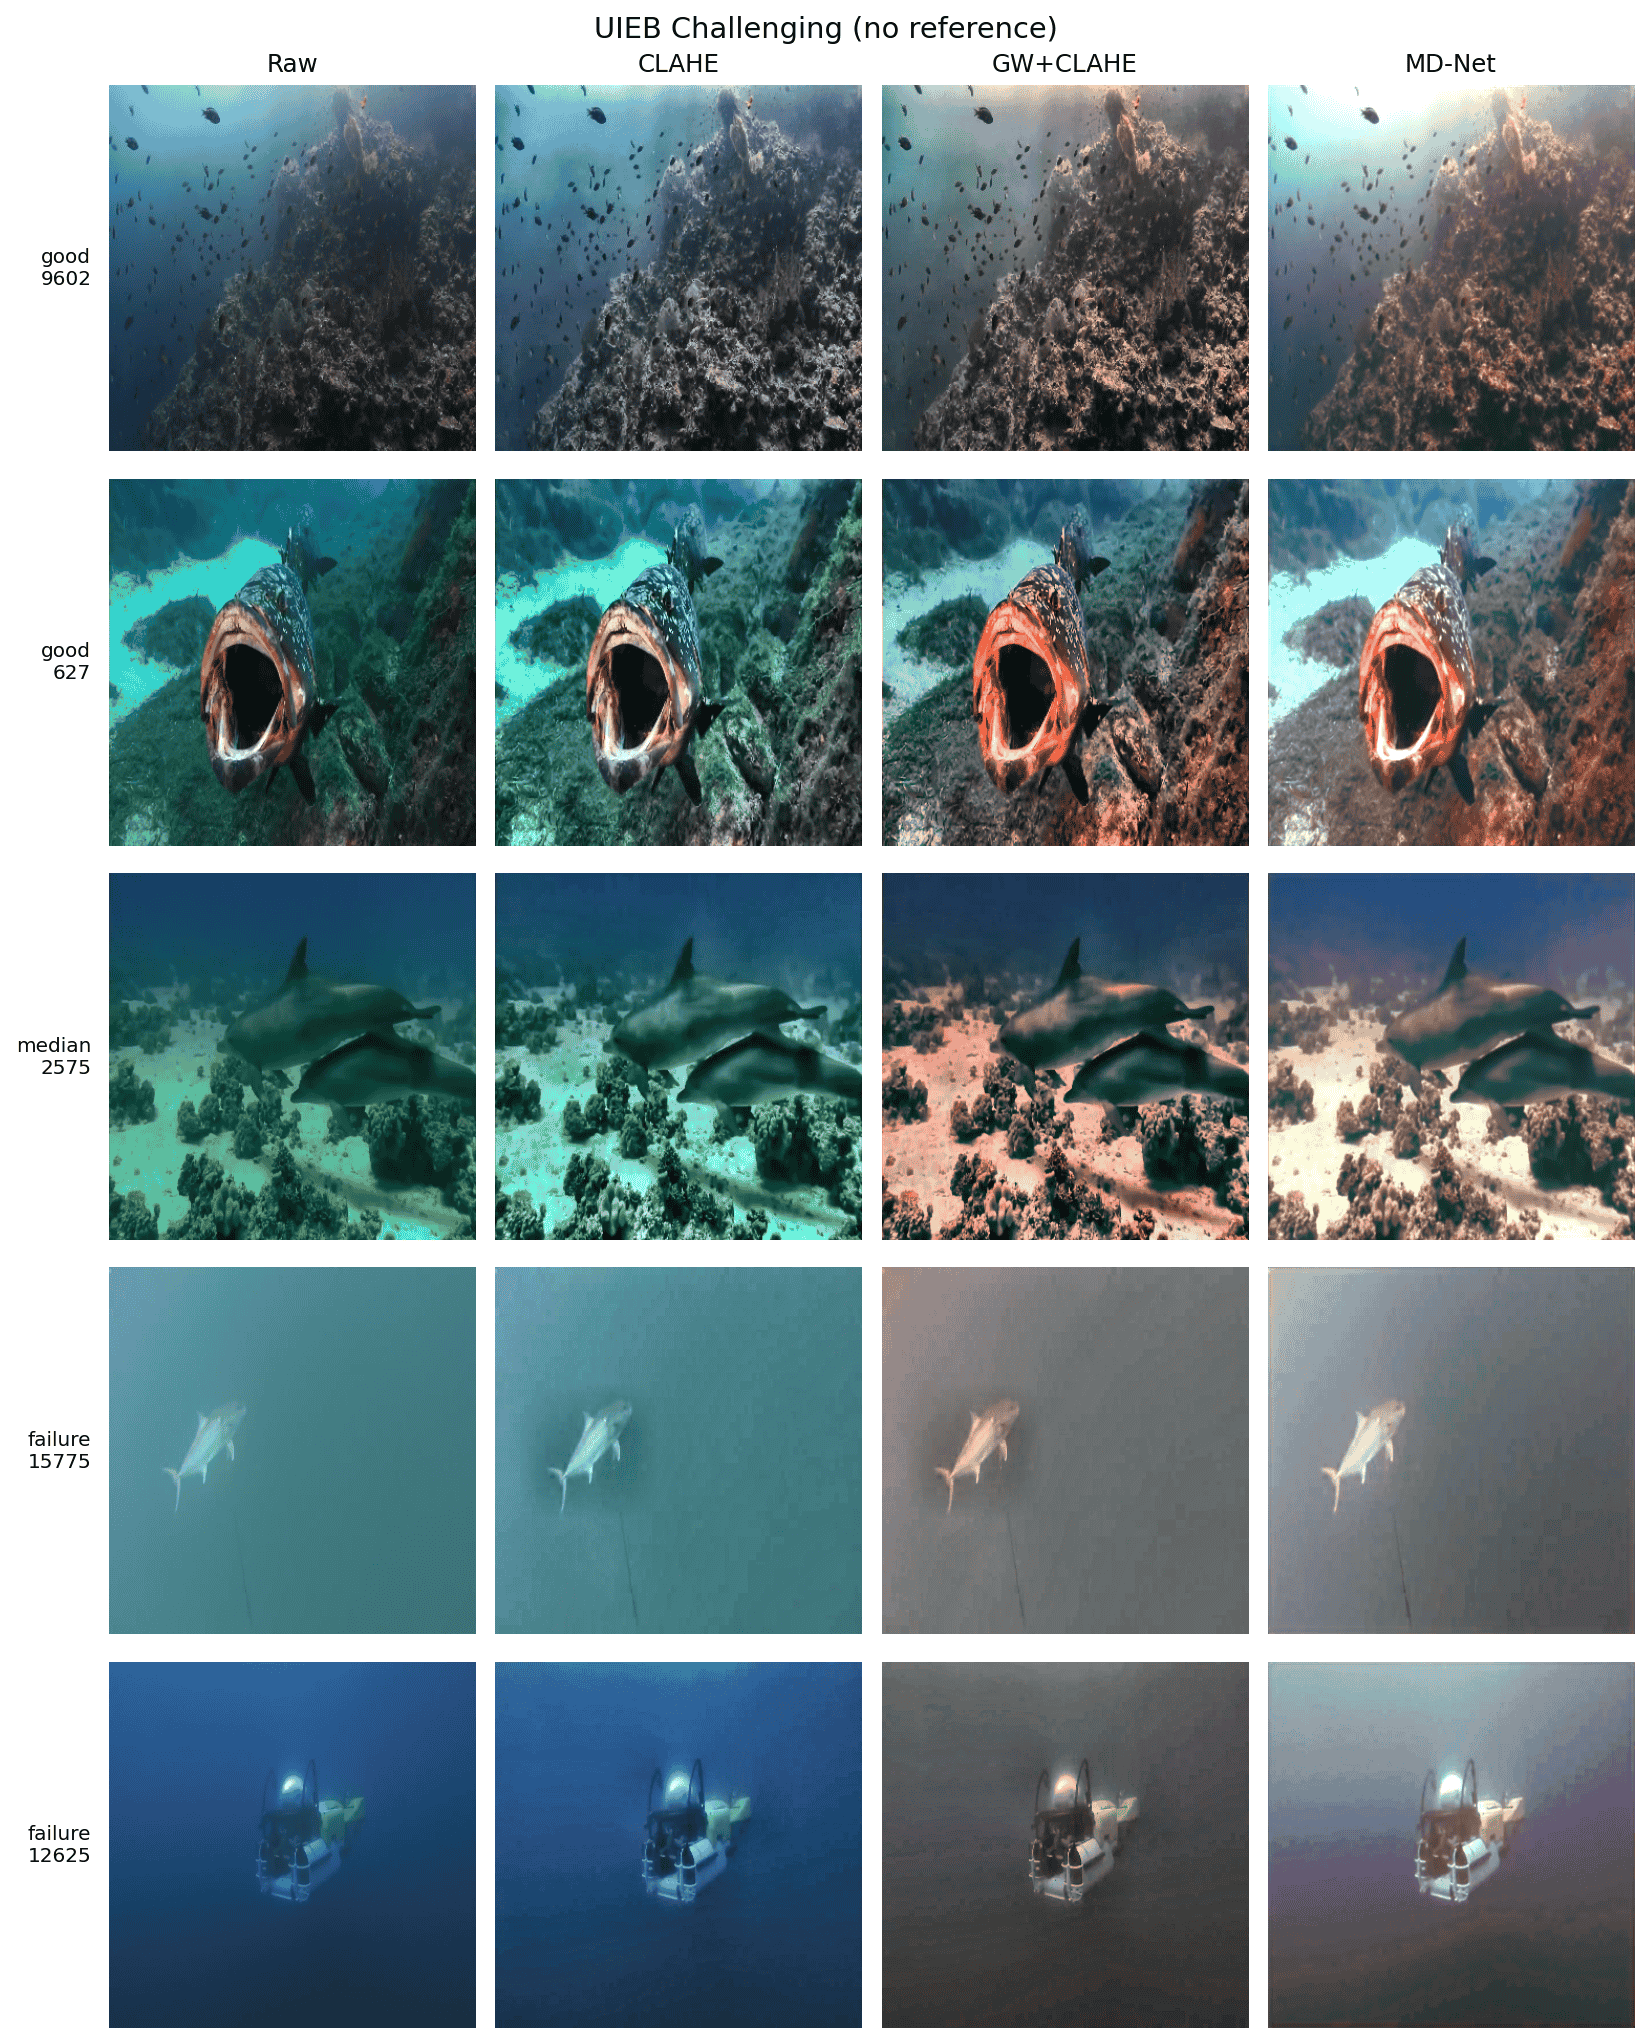 UIEB Challenging (no reference)
Raw CLAHE GW+CLAHE MD-Net
good
9602
good
627
median
2575
failure
15775
failure
12625